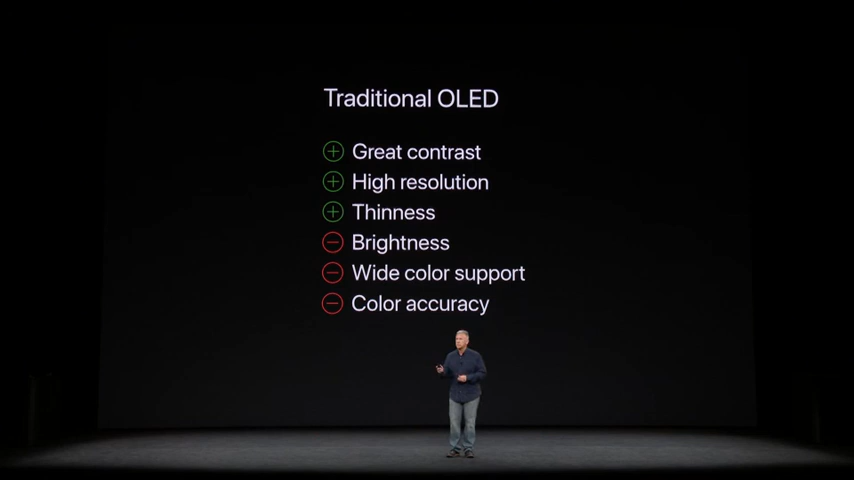 Traditional OLED
Great contrast
High resolution
Thinness
Brightness
Wide color support
Color accuracy